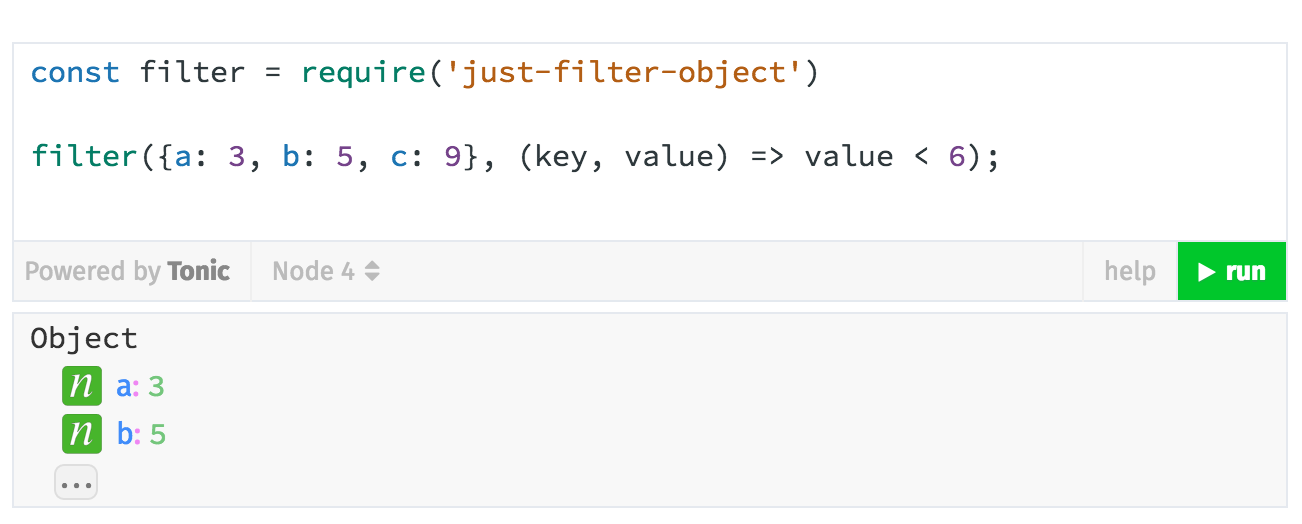 const filter = require('just-filter-object')
filter({a: 3, b: 5, c: 9}, (key, value) => value < 6);
Powered by Tonic Node 4 help run
Object
n a: 3
n b: 5
...